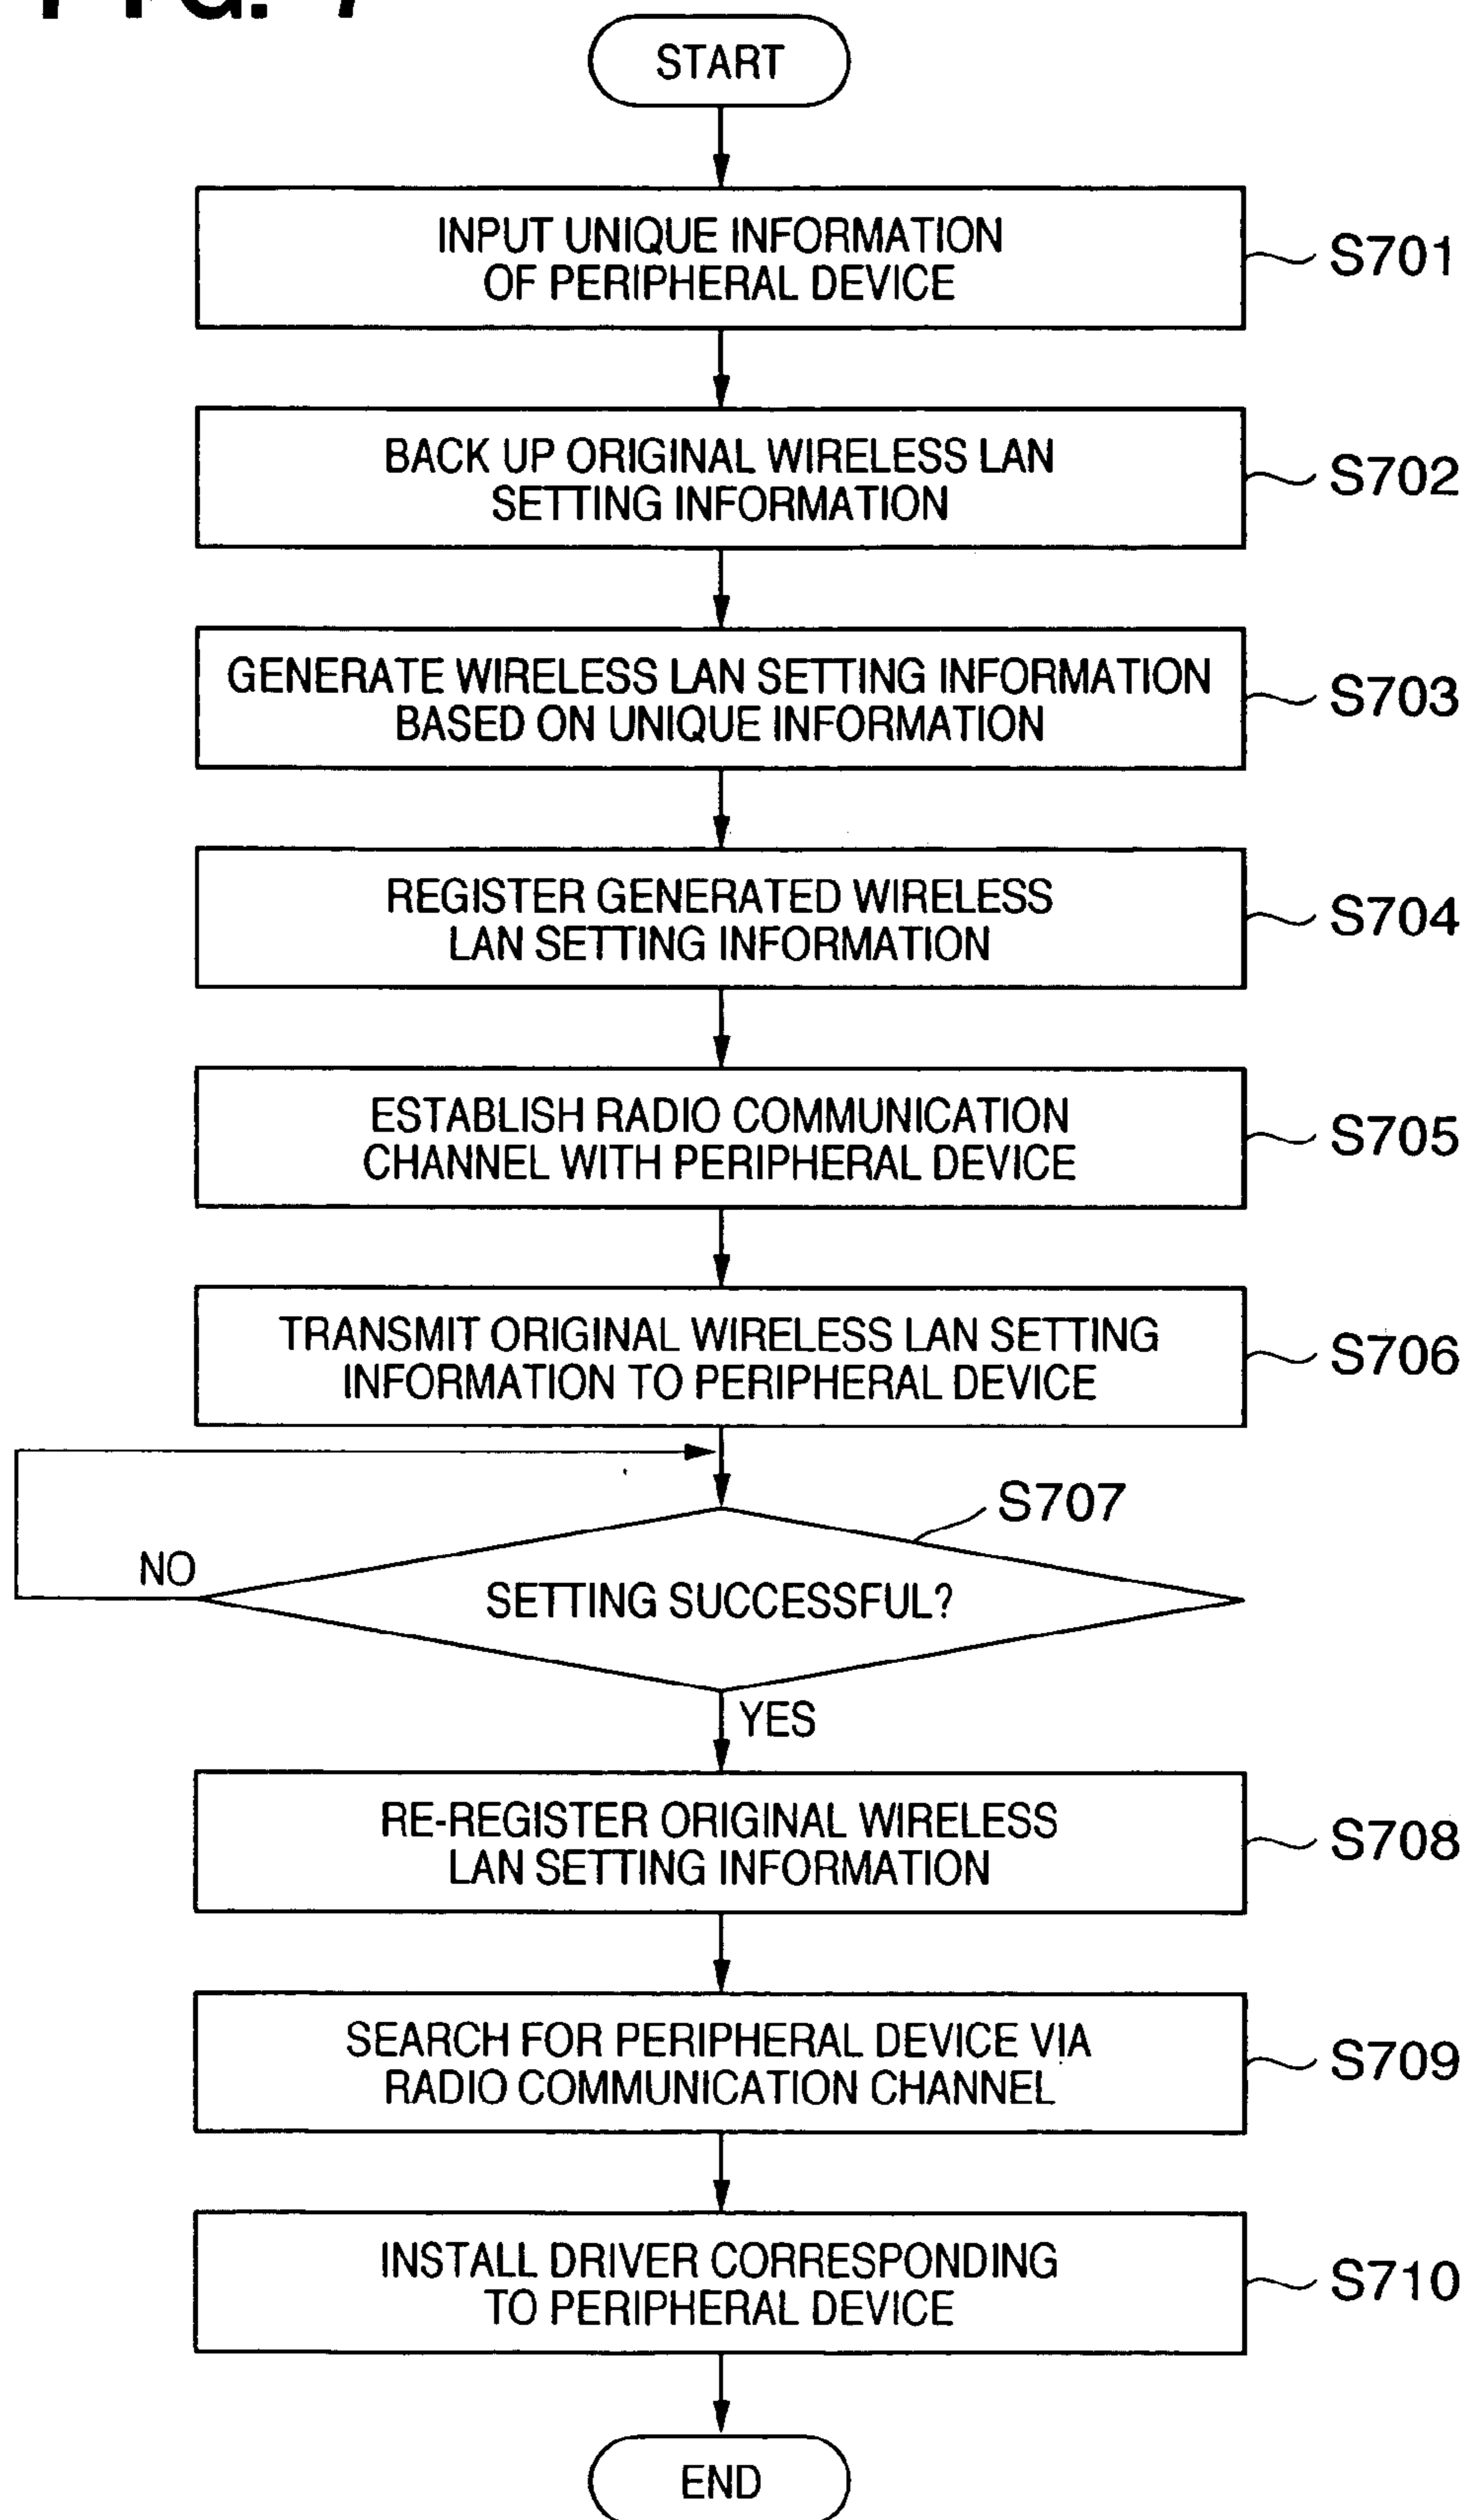 FIG. 7
START
INPUT UNIQUE INFORMATION
OF PERIPHERAL DEVICE
S701
BACK UP ORIGINAL WIRELESS LAN
SETTING INFORMATION
S702
GENERATE WIRELESS LAN SETTING INFORMATION
BASED ON UNIQUE INFORMATION
S703
REGISTER GENERATED WIRELESS
LAN SETTING INFORMATION
S704
ESTABLISH RADIO COMMUNICATION
CHANNEL WITH PERIPHERAL DEVICE
S705
TRANSMIT ORIGINAL WIRELESS LAN SETTING
INFORMATION TO PERIPHERAL DEVICE
S706
S707
NO
SETTING SUCCESSFUL?
YES
RE-REGISTER ORIGINAL WIRELESS
LAN SETTING INFORMATION
S708
SEARCH FOR PERIPHERAL DEVICE VIA
RADIO COMMUNICATION CHANNEL
S709
INSTALL DRIVER CORRESPONDING
TO PERIPHERAL DEVICE
S710
END